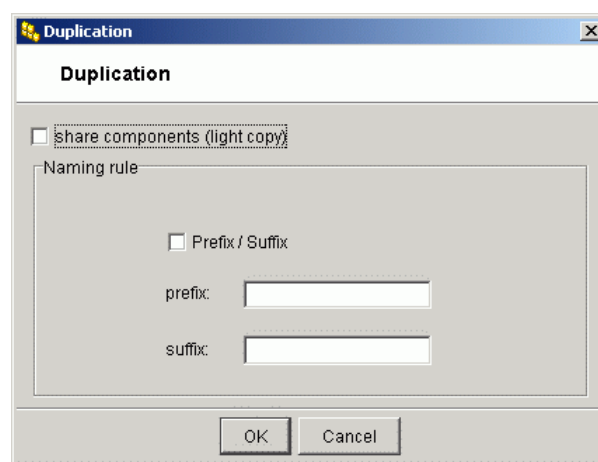 Duplication
Duplication
share components (light copy)
Naming rule
Prefix / Suffix
prefix:
suffix:
OK Cancel